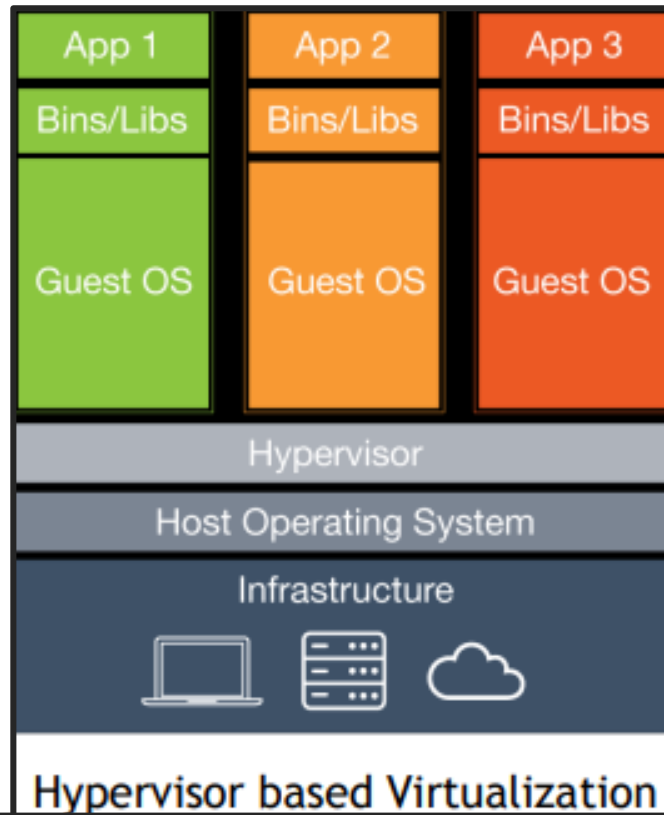 App 1 App 2 App 3
Bins/Libs Bins/Libs Bins/Libs
Guest OS Guest OS Guest OS
Hypervisor
Host Operating System
Infrastructure
Hypervisor based Virtualization